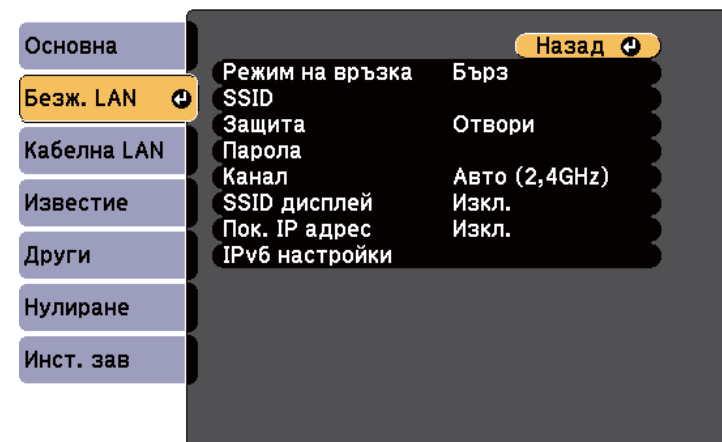 Основна
Безж. LAN
Кабелна LAN
Известие
Други
Нулиране
Инст. зав
Назад
Режим на връзка Бърз
SSID
Защита Отвори
Парола
Канал Авто (2,4GHz)
SSID дисплей Изкл.
Пок. IP адрес Изкл.
IPv6 настройки